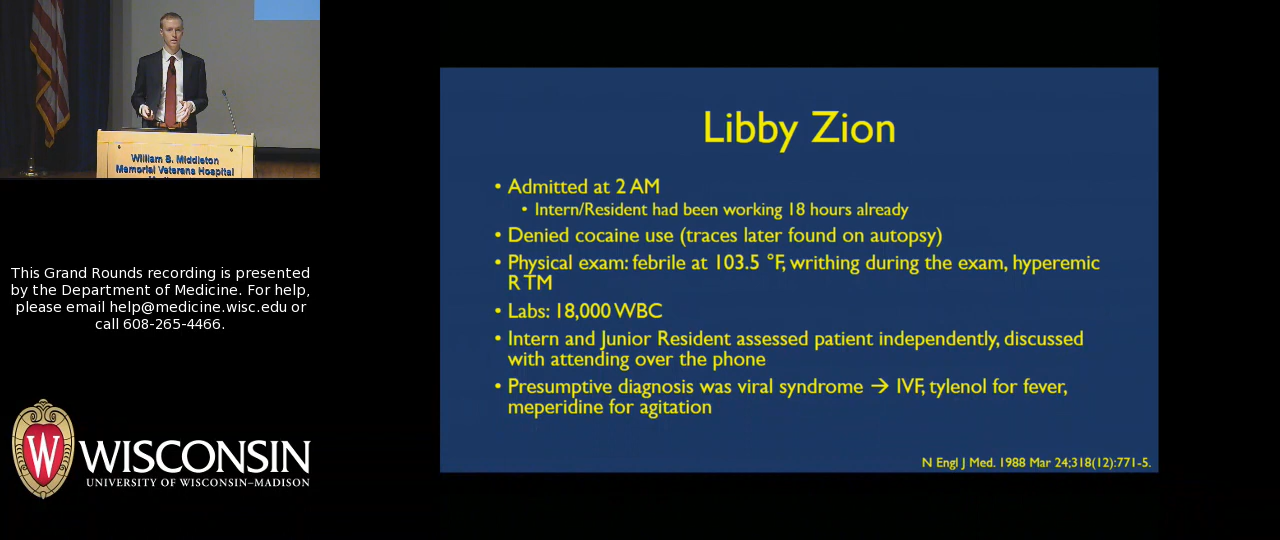 William S. Middleton
Memorial Veterans Hospital
This Grand Rounds recording is presented
by the Department of Medicine. For help,
please email help@medicine.wisc.edu or
call 608-265-4466.
W
WISCONSIN
UNIVERSITY OF WISCONSIN–MADISON
Libby Zion
• Admitted at 2 AM
• Intern/Resident had been working 18 hours already
• Denied cocaine use (traces later found on autopsy)
• Physical exam: febrile at 103.5 °F, writhing during the exam, hyperemic
R TM
• Labs: 18,000 WBC
• Intern and Junior Resident assessed patient independently, discussed
with attending over the phone
• Presumptive diagnosis was viral syndrome → IVF, tylenol for fever,
meperidine for agitation
N Engl J Med. 1988 Mar 24;318(12):771-5.